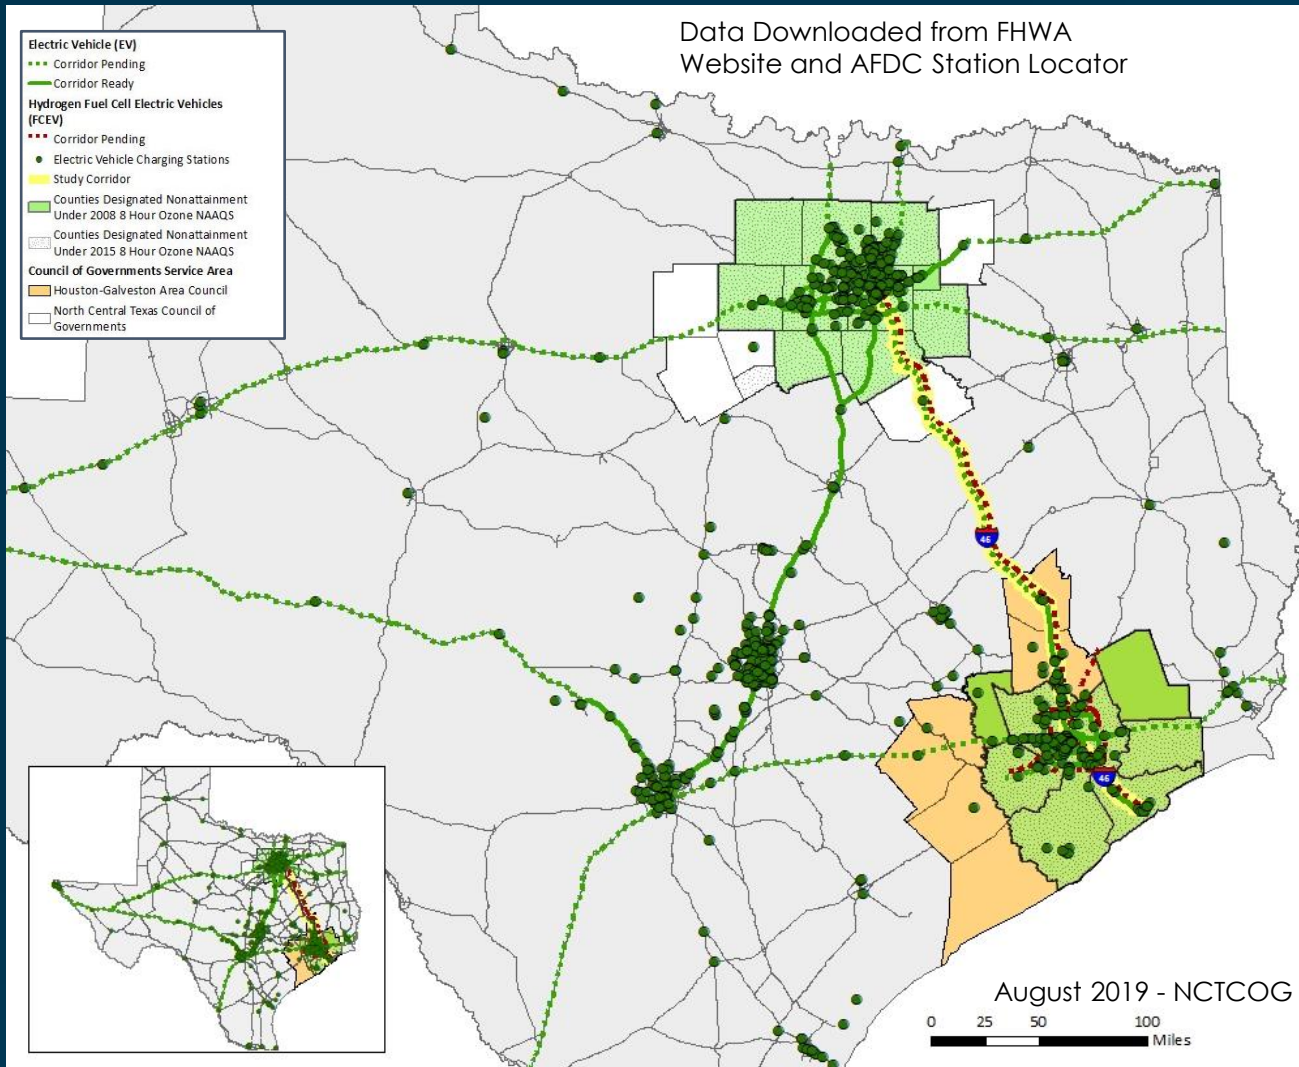 Data Downloaded from FHWA
Website and AFDC Station Locator
Electric Vehicle (EV)
Corridor Pending
Corridor Ready
Hydrogen Fuel Cell Electric Vehicles
(FCEV)
Corridor Pending
Electric Vehicle Charging Stations
Study Corridor
Counties Designated Nonattainment
Under 2008 8 Hour Ozone NAAQS
Counties Designated Nonattainment
Under 2015 8 Hour Ozone NAAQS
Council of Governments Service Area
Houston-Galveston Area Council
North Central Texas Council of
Governments
46
46
August 2019 - NCTCOG
0 25 50 100
Miles